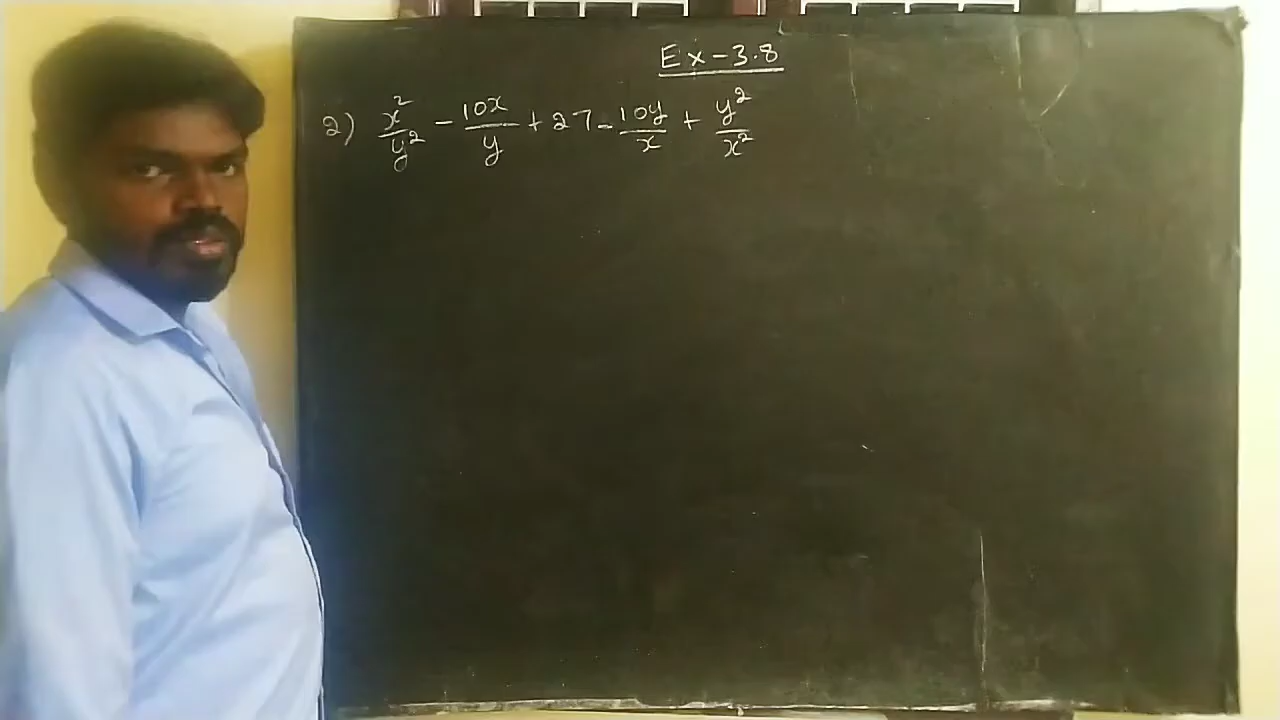 Ex-3.8
2) x²/y² - 10x/y + 27 - 10y/x + y²/x²